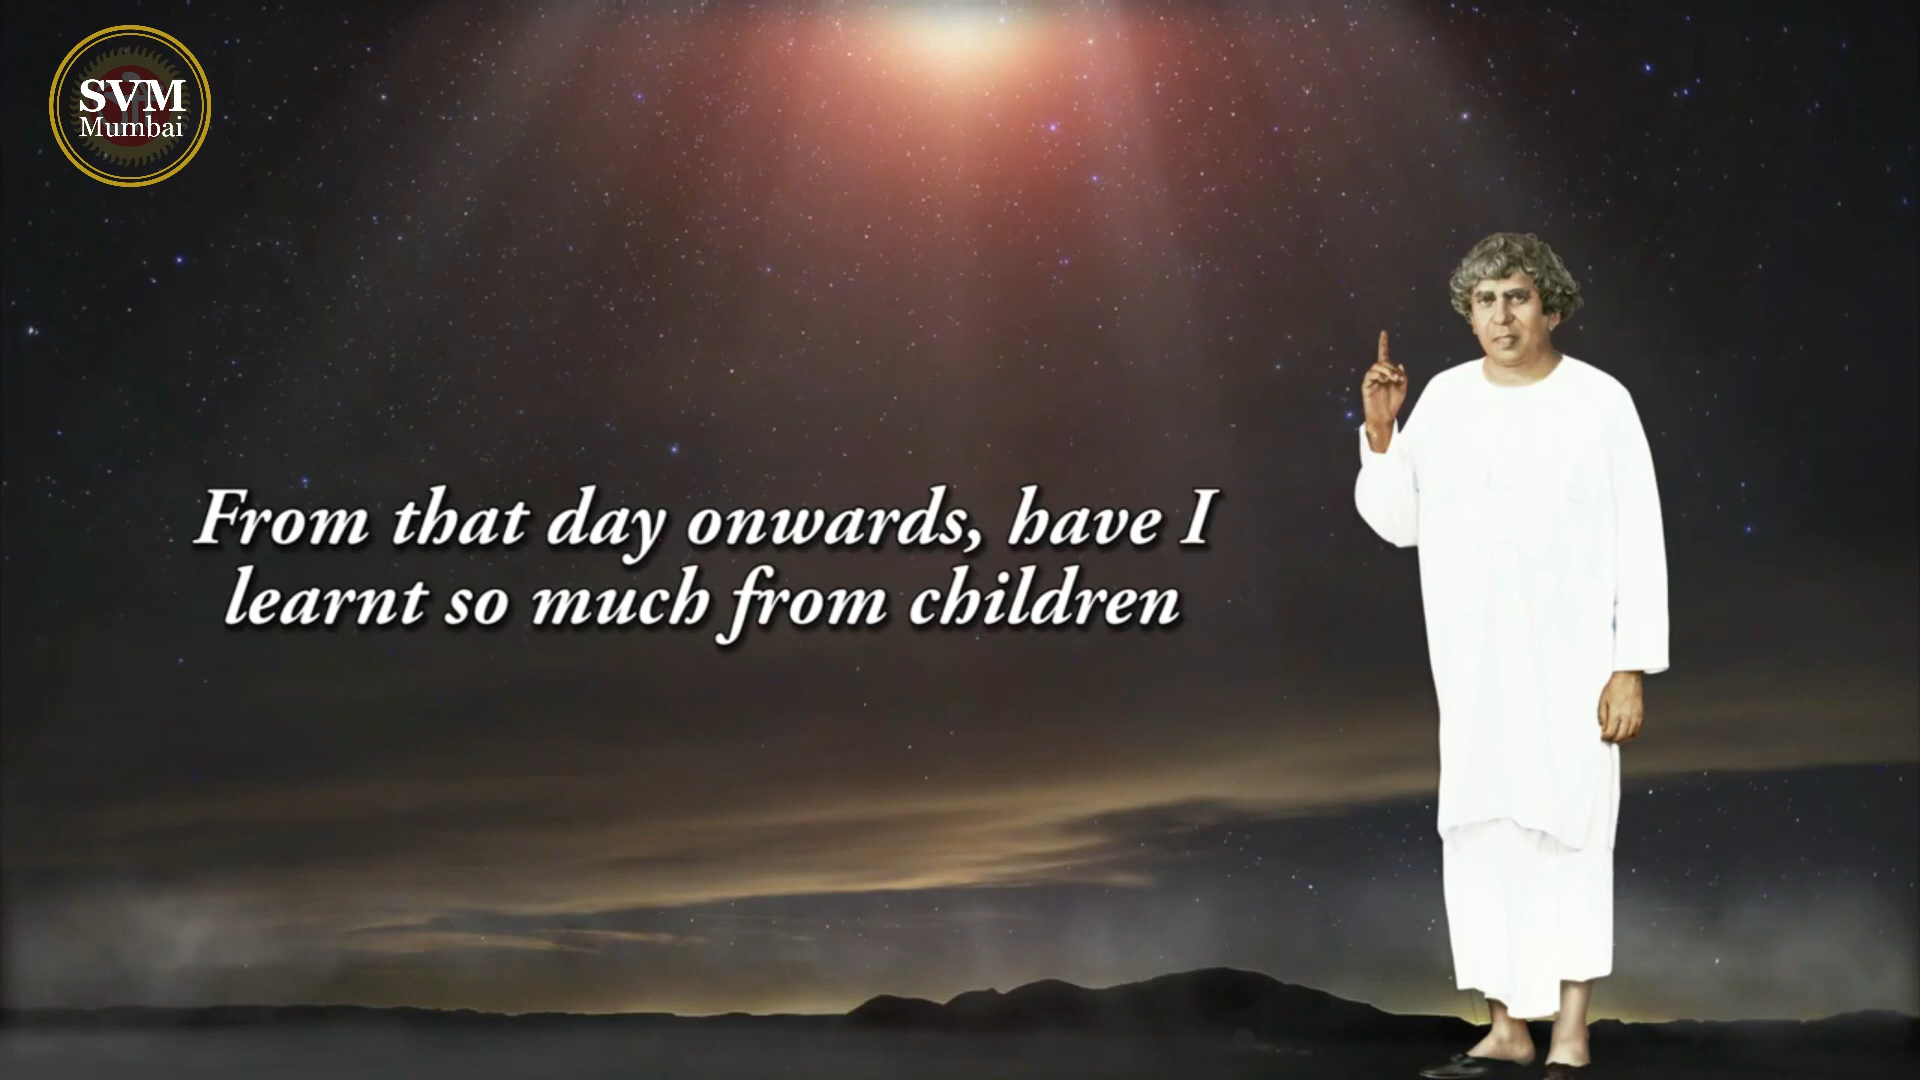 SVM
Mumbai
From that day onwards, have I
learnt so much from children